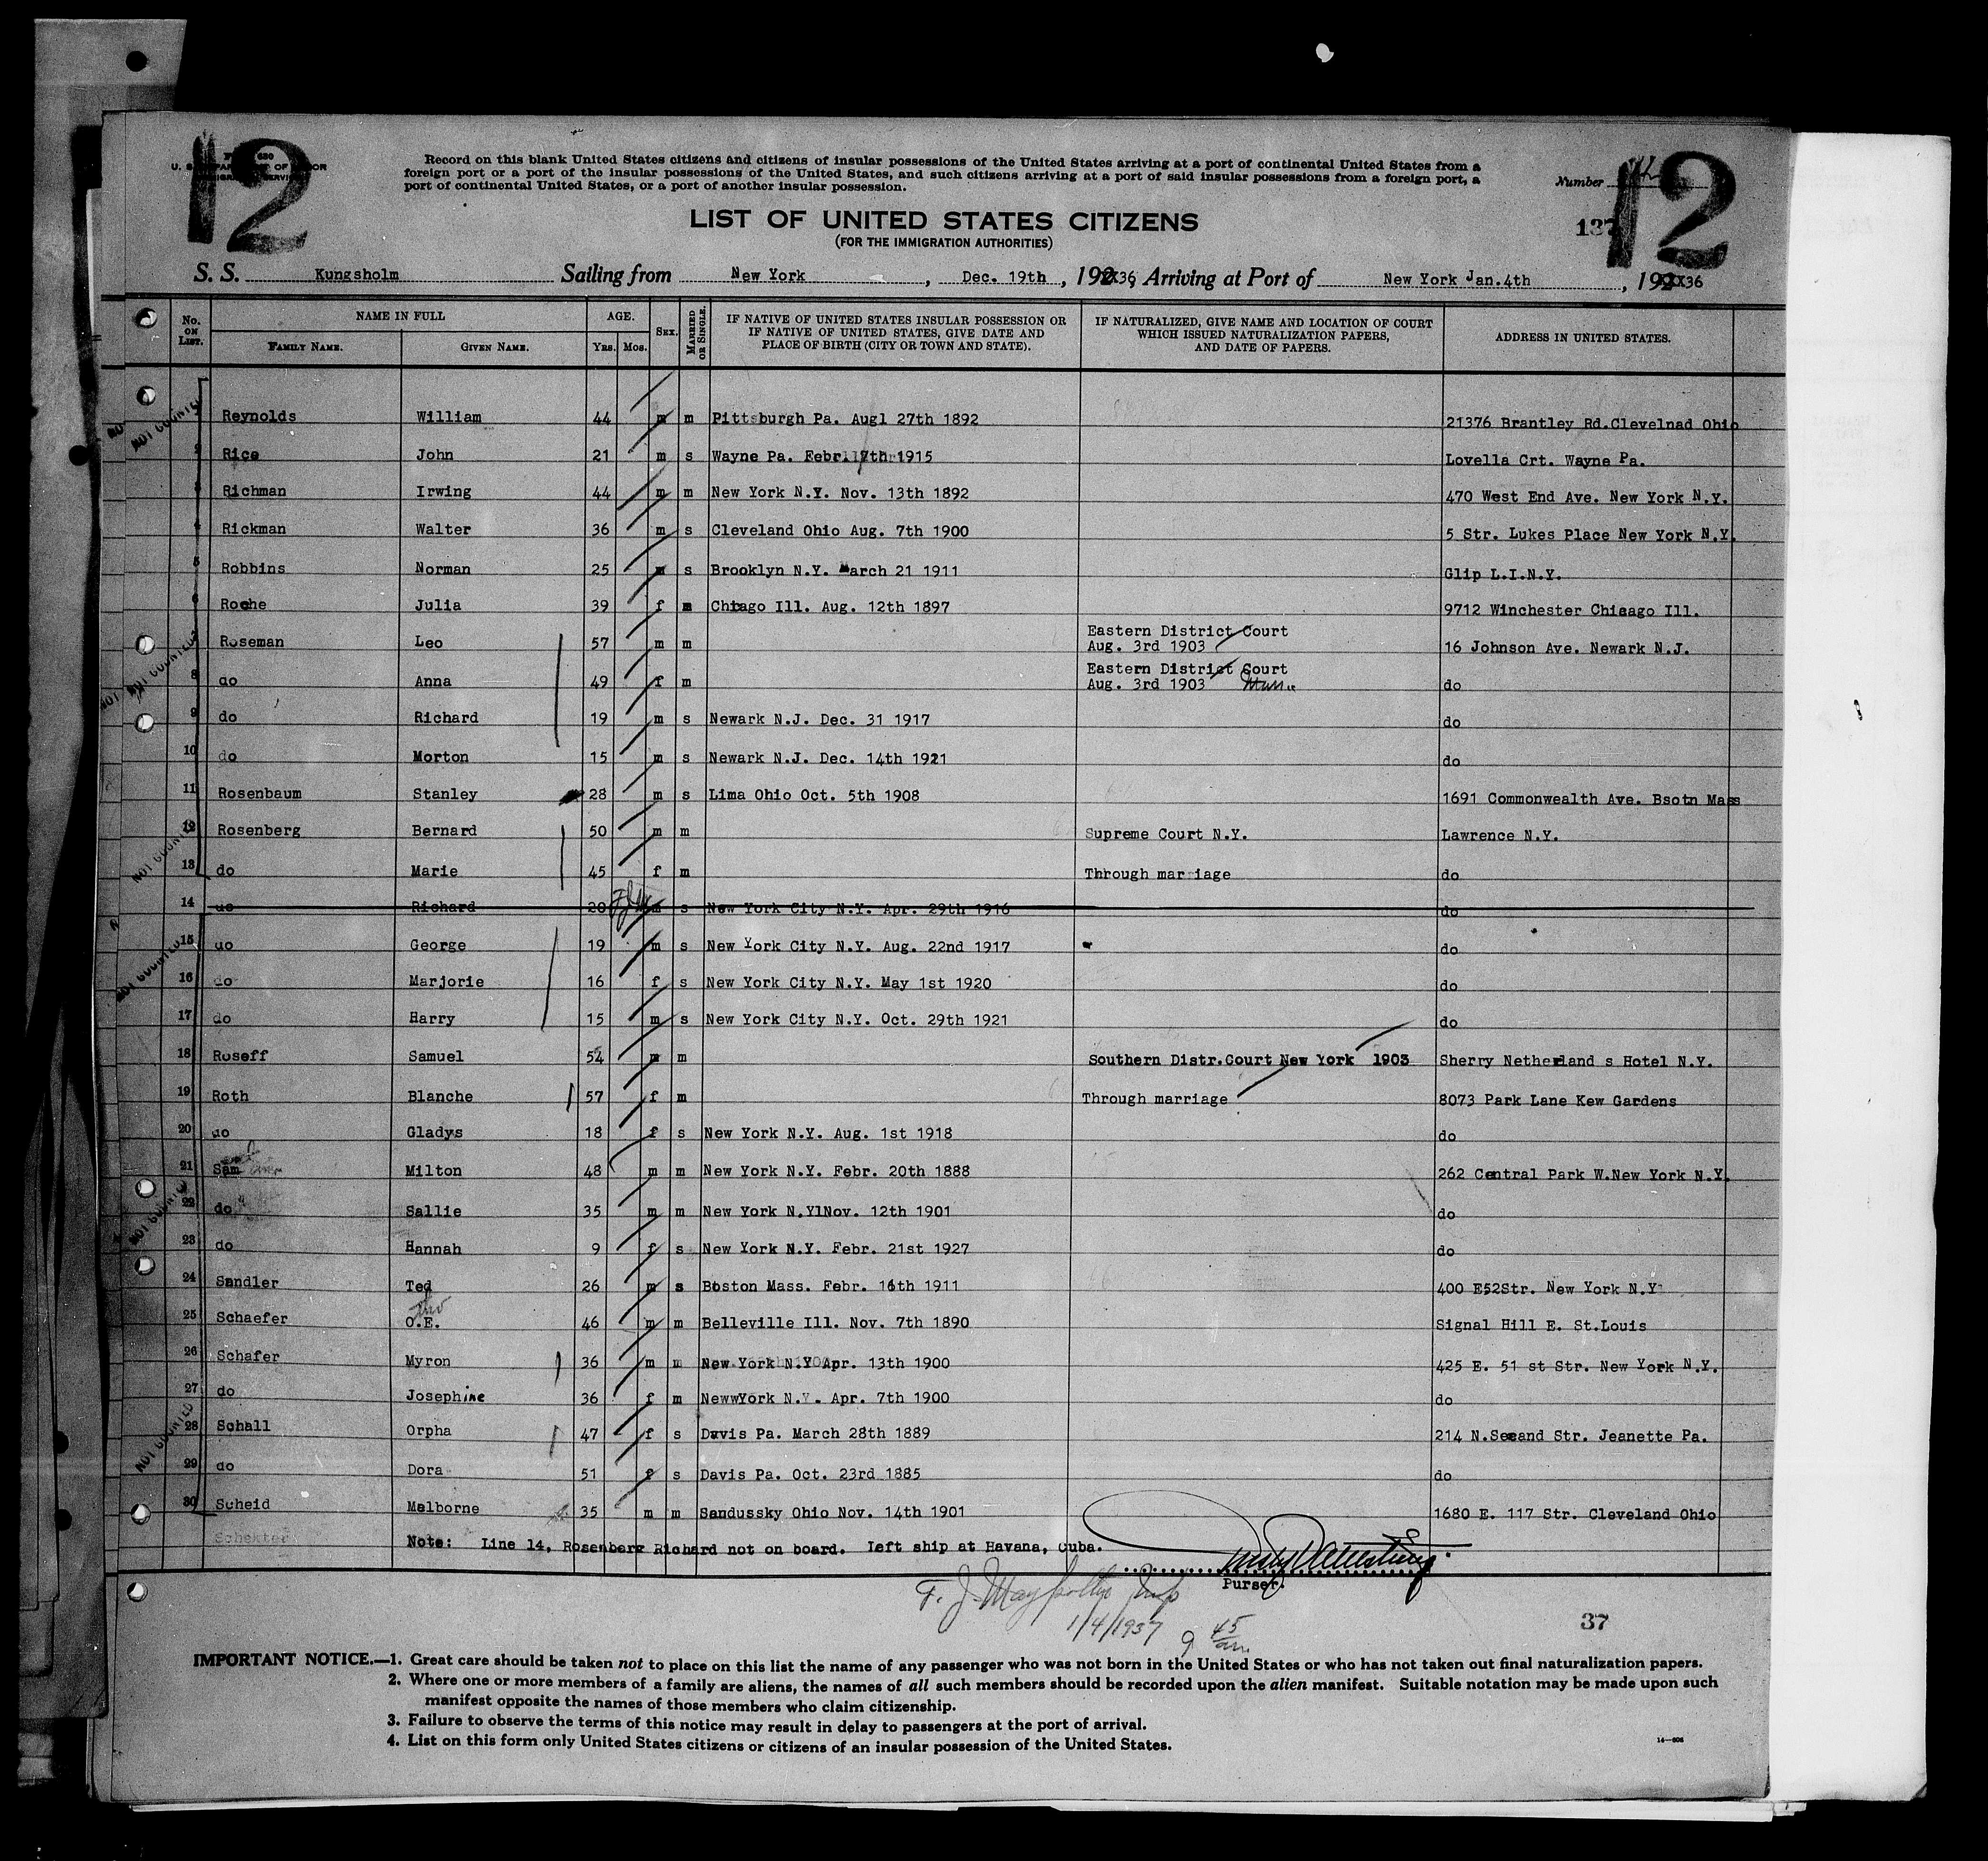 12
U. S. DEPARTMENT OF LABOR
Record on this blank United States citizens and citizens of insular possessions of the United States arriving at a port of continental United States from a
foreign port or a port of the insular possessions of the United States, and such citizens arriving at a port of said insular possessions from a foreign port, a
port of continental United States, or a port of another insular possession.
Number
12
137
LIST OF UNITED STATES CITIZENS
(FOR THE IMMIGRATION AUTHORITIES)
S. S. Kungsholm Sailing from New York, Dec. 19th, 192XX36, Arriving at Port of New York Jan.4th, 192XX36
No. ON LIST. NAME IN FULL FAMILY NAME. GIVEN NAME. AGE. YRS. MOS. SEX. MARRIED OR SINGLE. IF NATIVE OF UNITED STATES INSULAR POSSESSION OR IF NATIVE OF UNITED STATES, GIVE DATE AND PLACE OF BIRTH (CITY OR TOWN AND STATE). IF NATURALIZED, GIVE NAME AND LOCATION OF COURT WHICH ISSUED NATURALIZATION PAPERS, AND DATE OF PAPERS. ADDRESS IN UNITED STATES.
Reynolds William 44 m m Pittsburgh Pa. Augl 27th 1892 21376 Brantley Rd.Clevelnad Ohio
2 Rice John 21 m s Wayne Pa. Febr. 17th 1915 Lovella Crt. Wayne Pa.
3 Richman Irwing 44 m m New York N.Y. Nov. 13th 1892 470 West End Ave. New York N.Y.
4 Rickman Walter 36 m s Cleveland Ohio Aug. 7th 1900 5 Str. Lukes Place New York N.Y.
5 Robbins Norman 25 m s Brooklyn N.Y. March 21 1911 Glip L.I.N.Y.
6 Roche Julia 39 f m Chicago Ill. Aug. 12th 1897 9712 Winchester Chicago Ill.
7 Roseman Leo 57 m m Eastern District Court Aug. 3rd 1903 16 Johnson Ave. Newark N.J.
8 do Anna 49 f m Eastern District Court Aug. 3rd 1903 do
9 do Richard 19 m s Newark N.J. Dec. 31 1917 do
10 do Morton 15 m s Newark N.J. Dec. 14th 1921 do
11 Rosenbaum Stanley 28 m s Lima Ohio Oct. 5th 1908 1691 Commonwealth Ave. Bsotn Mass
12 Rosenberg Bernard 50 m m Supreme Court N.Y. Lawrence N.Y.
13 do Marie 45 f m Through marriage do
14 do Richard 20 m s New York City N.Y. Apr. 29th 1916 do
15 do George 19 m s New York City N.Y. Aug. 22nd 1917 do
16 do Marjorie 16 f s New York City N.Y. May 1st 1920 do
17 do Harry 15 m s New York City N.Y. Oct. 29th 1921 do
18 Roseff Samuel 54 m m Southern Distr.Court New York 1903 Sherry Netherland s Hotel N.Y.
19 Roth Blanche 57 f m Through marriage 8073 Park Lane Kew Gardens
20 do Gladys 18 f s New York N.Y. Aug. 1st 1918 do
21 Sam Milton 48 m m New York N.Y. Febr. 20th 1888 262 Central Park W.New York N.Y.
22 do Sallie 35 m m New York N.YlNov. 12th 1901 do
23 do Hannah 9 f s New York N.Y. Febr. 21st 1927 do
24 Sandler Ted 26 m s Boston Mass. Febr. 16th 1911 400 E52Str. New York N.Y
25 Schaefer O.E. 46 m m Belleville Ill. Nov. 7th 1890 Signal Hill E. St.Louis
26 Schafer Myron 36 m m New York N.Y Apr. 13th 1900 425 E. 51 st Str. New York N.Y.
27 do Josephine 36 f m NewwYork N.Y. Apr. 7th 1900 do
28 Schall Orpha 47 f s Davis Pa. March 28th 1889 214 N.Secand Str. Jeanette Pa.
29 do Dora 51 f s Davis Pa. Oct. 23rd 1885 do
30 Scheid Melborne 35 m m Sandussky Ohio Nov. 14th 1901 1680 E. 117 Str. Cleveland Ohio
NOT COUNTED
Note: Line 14, Rosenberg Richard not on board. left ship at Havana, Cuba.
Purser.
1/4/1937 9 45 am
37
IMPORTANT NOTICE.—1. Great care should be taken not to place on this list the name of any passenger who was not born in the United States or who has not taken out final naturalization papers.
2. Where one or more members of a family are aliens, the names of all such members should be recorded upon the alien manifest. Suitable notation may be made upon such
manifest opposite the names of those members who claim citizenship.
3. Failure to observe the terms of this notice may result in delay to passengers at the port of arrival.
4. List on this form only United States citizens or citizens of an insular possession of the United States.